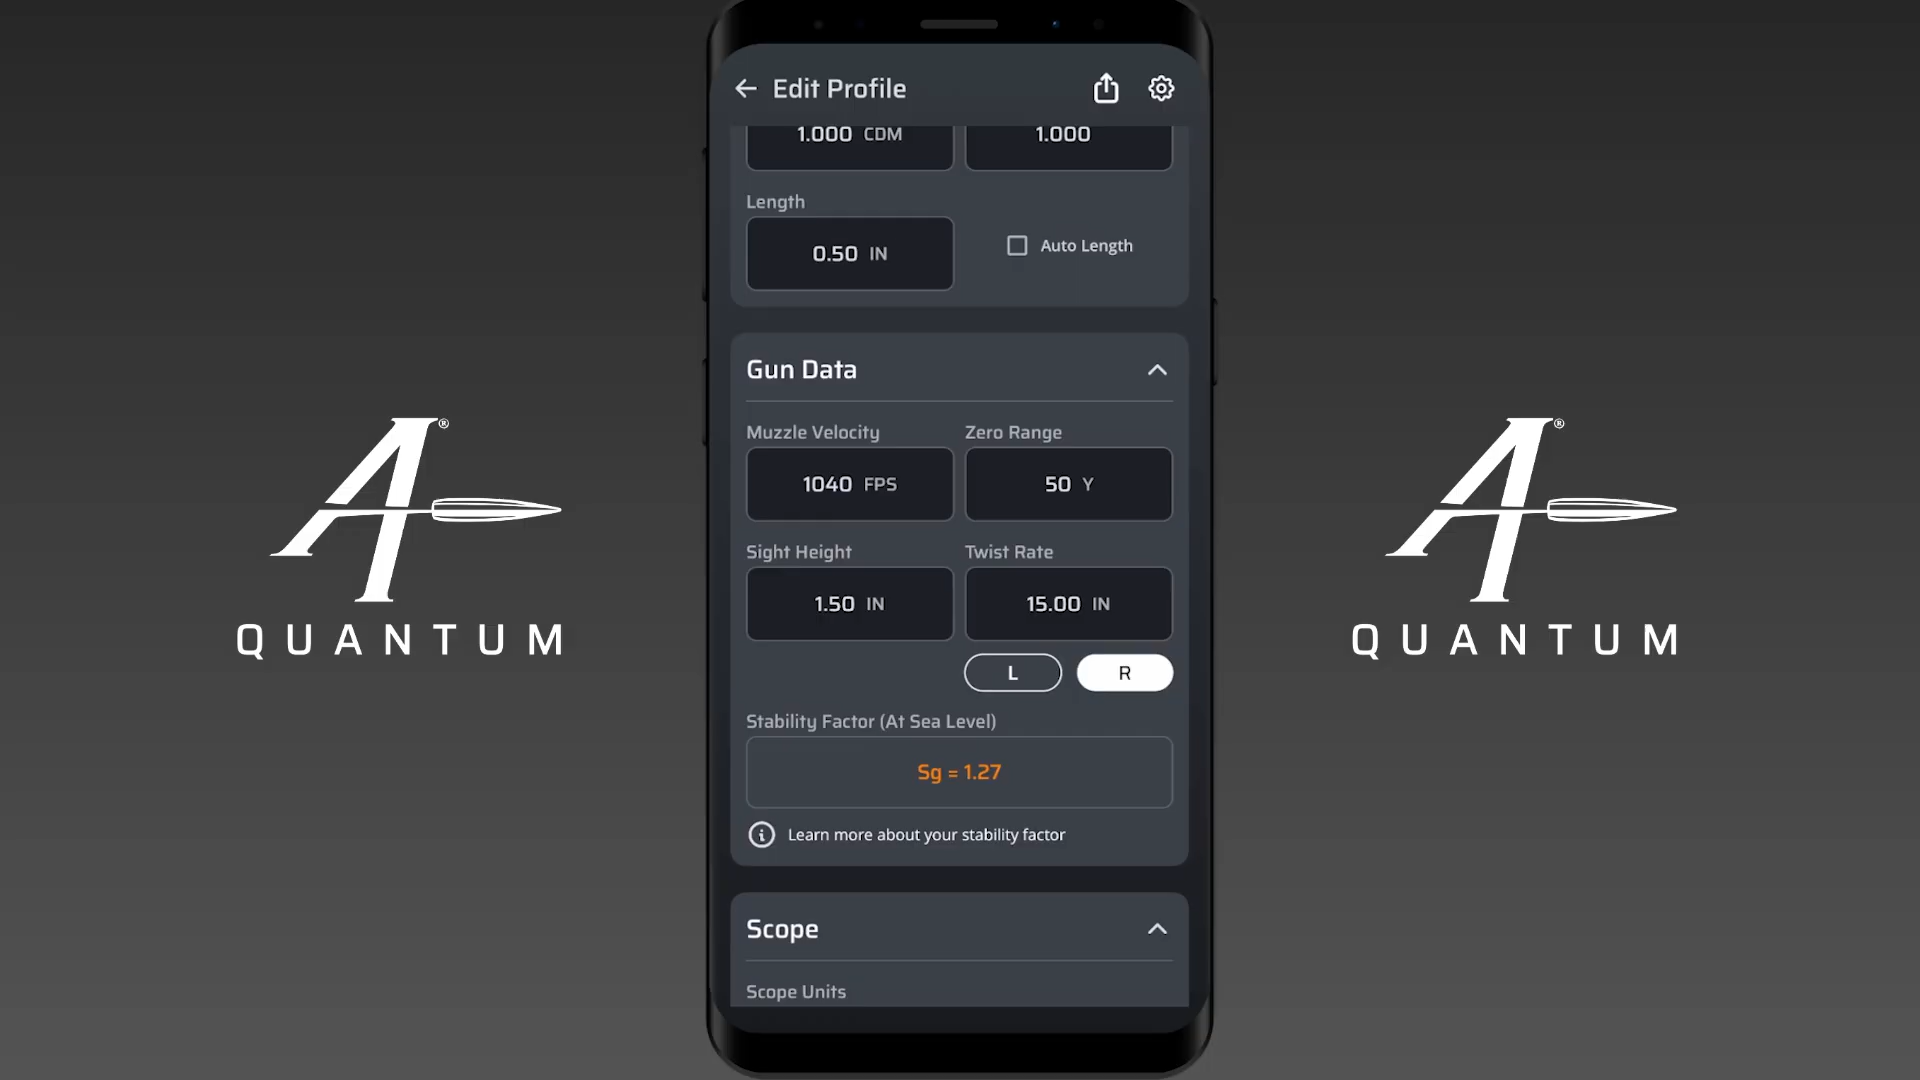 Edit Profile
1.000 CDM
1.000
Length
0.50 IN
Auto Length
Gun Data
Muzzle Velocity
Zero Range
1040 FPS
50 Y
Sight Height
Twist Rate
1.50 IN
15.00 IN
L
R
Stability Factor (At Sea Level)
Sg = 1.27
Learn more about your stability factor
Scope
Scope Units
A®
QUANTUM
A®
QUANTUM